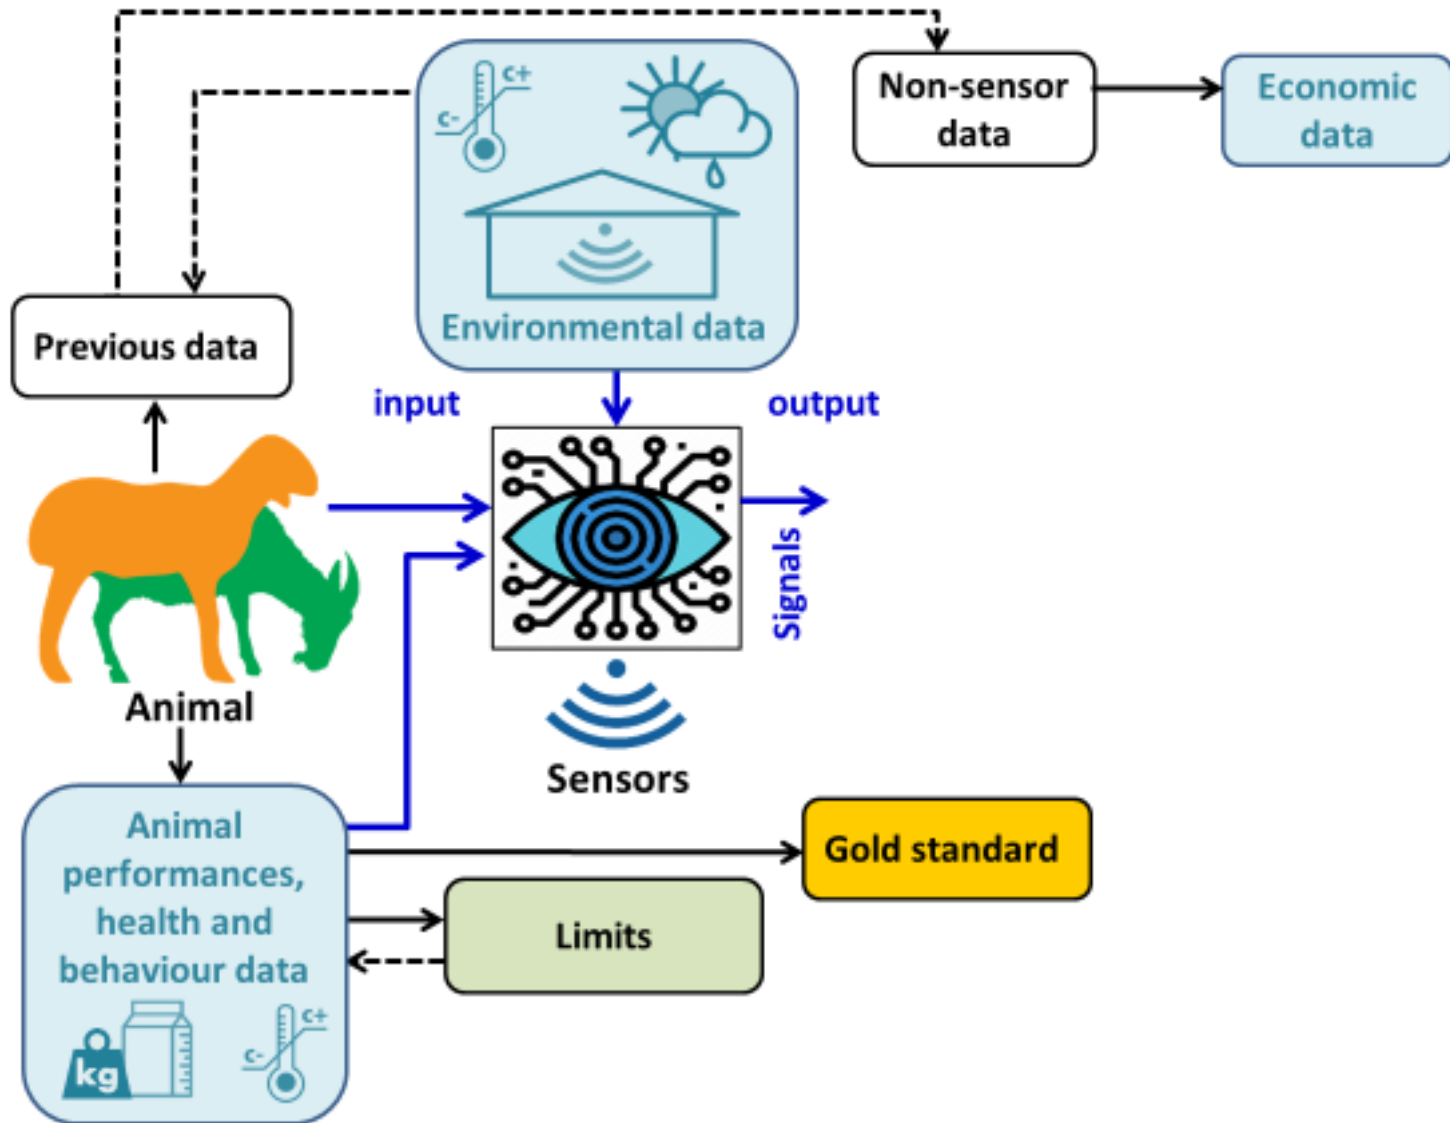 c+
c-
Non-sensor
data
Economic
data
Environmental data
Previous data
input
output
Signals
Animal
Sensors
Animal
performances,
health and
behaviour data
c+
c-
kg
Gold standard
Limits